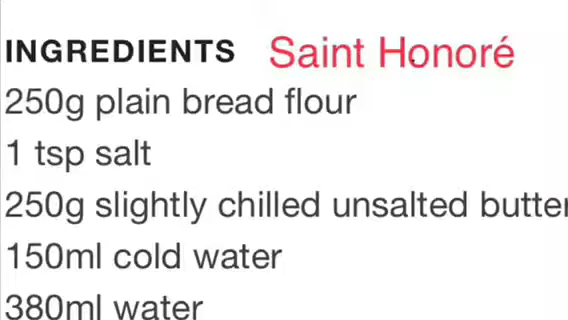 INGREDIENTS Saint Honoré
250g plain bread flour
1 tsp salt
250g slightly chilled unsalted butter
150ml cold water
380ml water